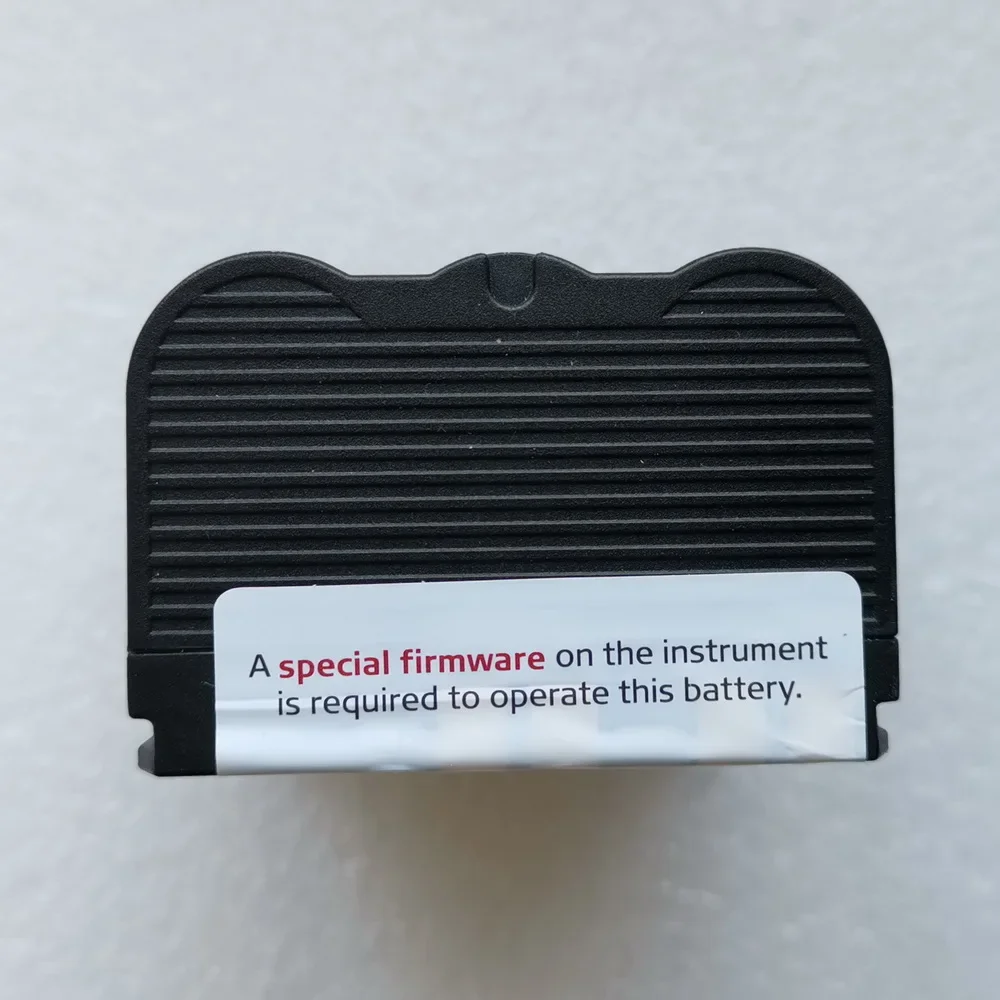 A special firmware on the instrument
is required to operate this battery.